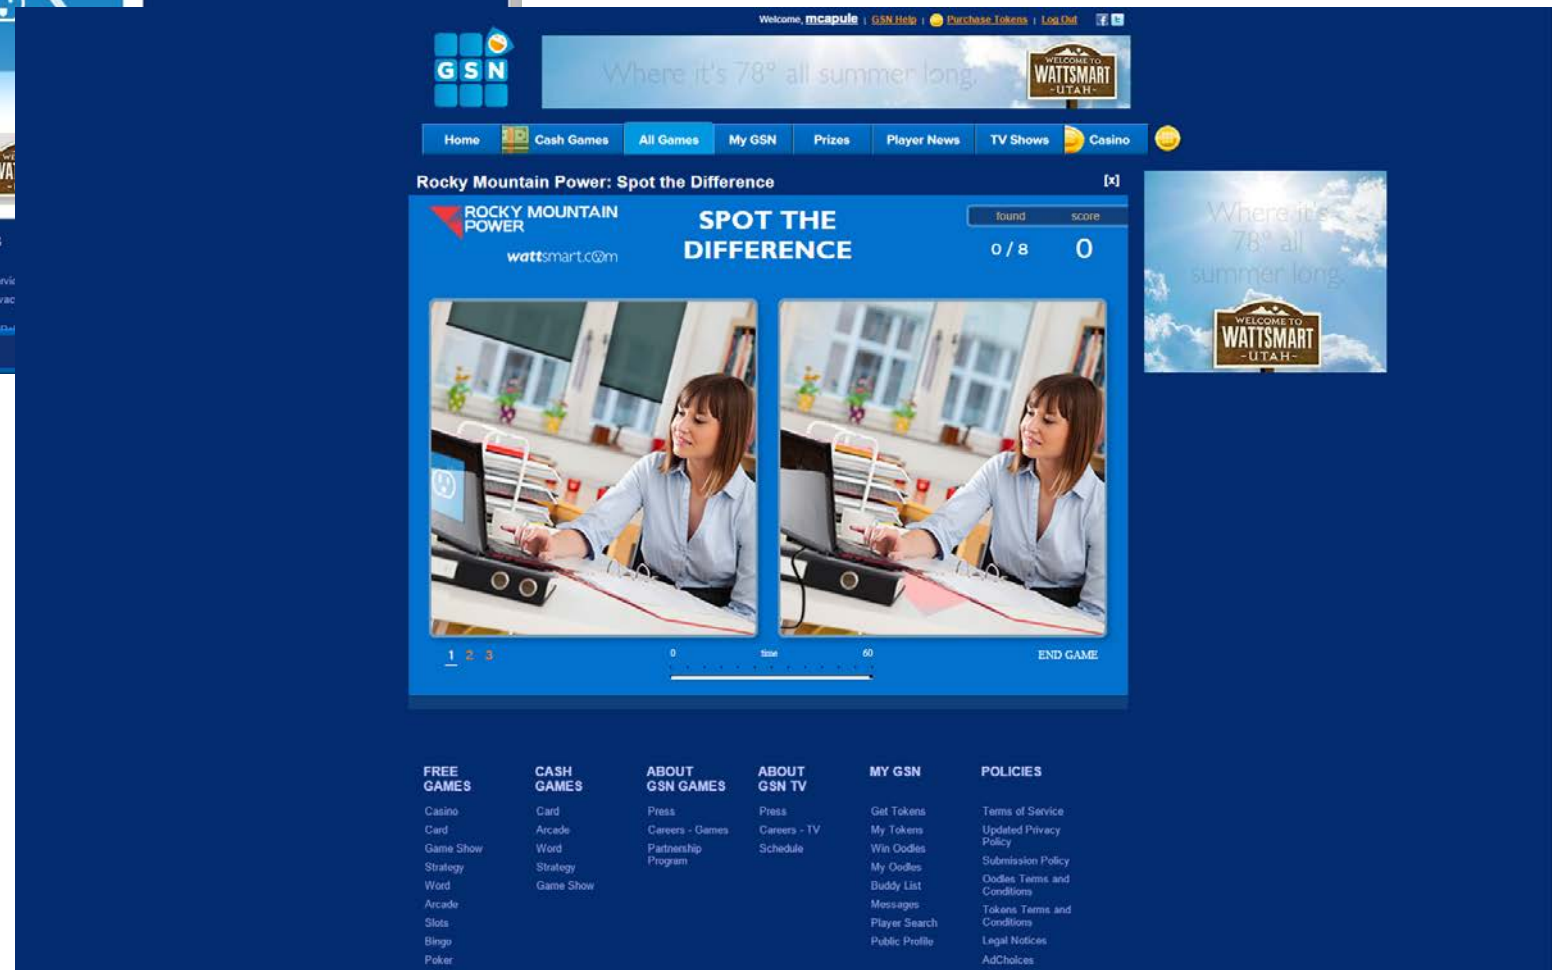 Welcome, mcapule | GSN Help | Purchase Tokens | Log Out
GSN
Where it's 78° all summer long.
WELCOME TO
WATTSMART
-UTAH-
Home Cash Games All Games My GSN Prizes Player News TV Shows Casino
Rocky Mountain Power: Spot the Difference [x]
ROCKY MOUNTAIN
POWER
wattsmart.com
SPOT THE
DIFFERENCE
found score
0 / 8 0
Where it's
78° all
summer long.
WELCOME TO
WATTSMART
-UTAH-
1 2 3
0 time 60
END GAME
FREE
GAMES
Casino
Card
Game Show
Strategy
Word
Arcade
Slots
Bingo
Poker
CASH
GAMES
Card
Arcade
Word
Strategy
Game Show
ABOUT
GSN GAMES
Press
Careers - Games
Partnership
Program
ABOUT
GSN TV
Press
Careers - TV
Schedule
MY GSN
Get Tokens
My Tokens
Win Oodles
My Oodles
Buddy List
Messages
Player Search
Public Profile
POLICIES
Terms of Service
Updated Privacy
Policy
Submission Policy
Oodles Terms and
Conditions
Tokens Terms and
Conditions
Legal Notices
AdChoices